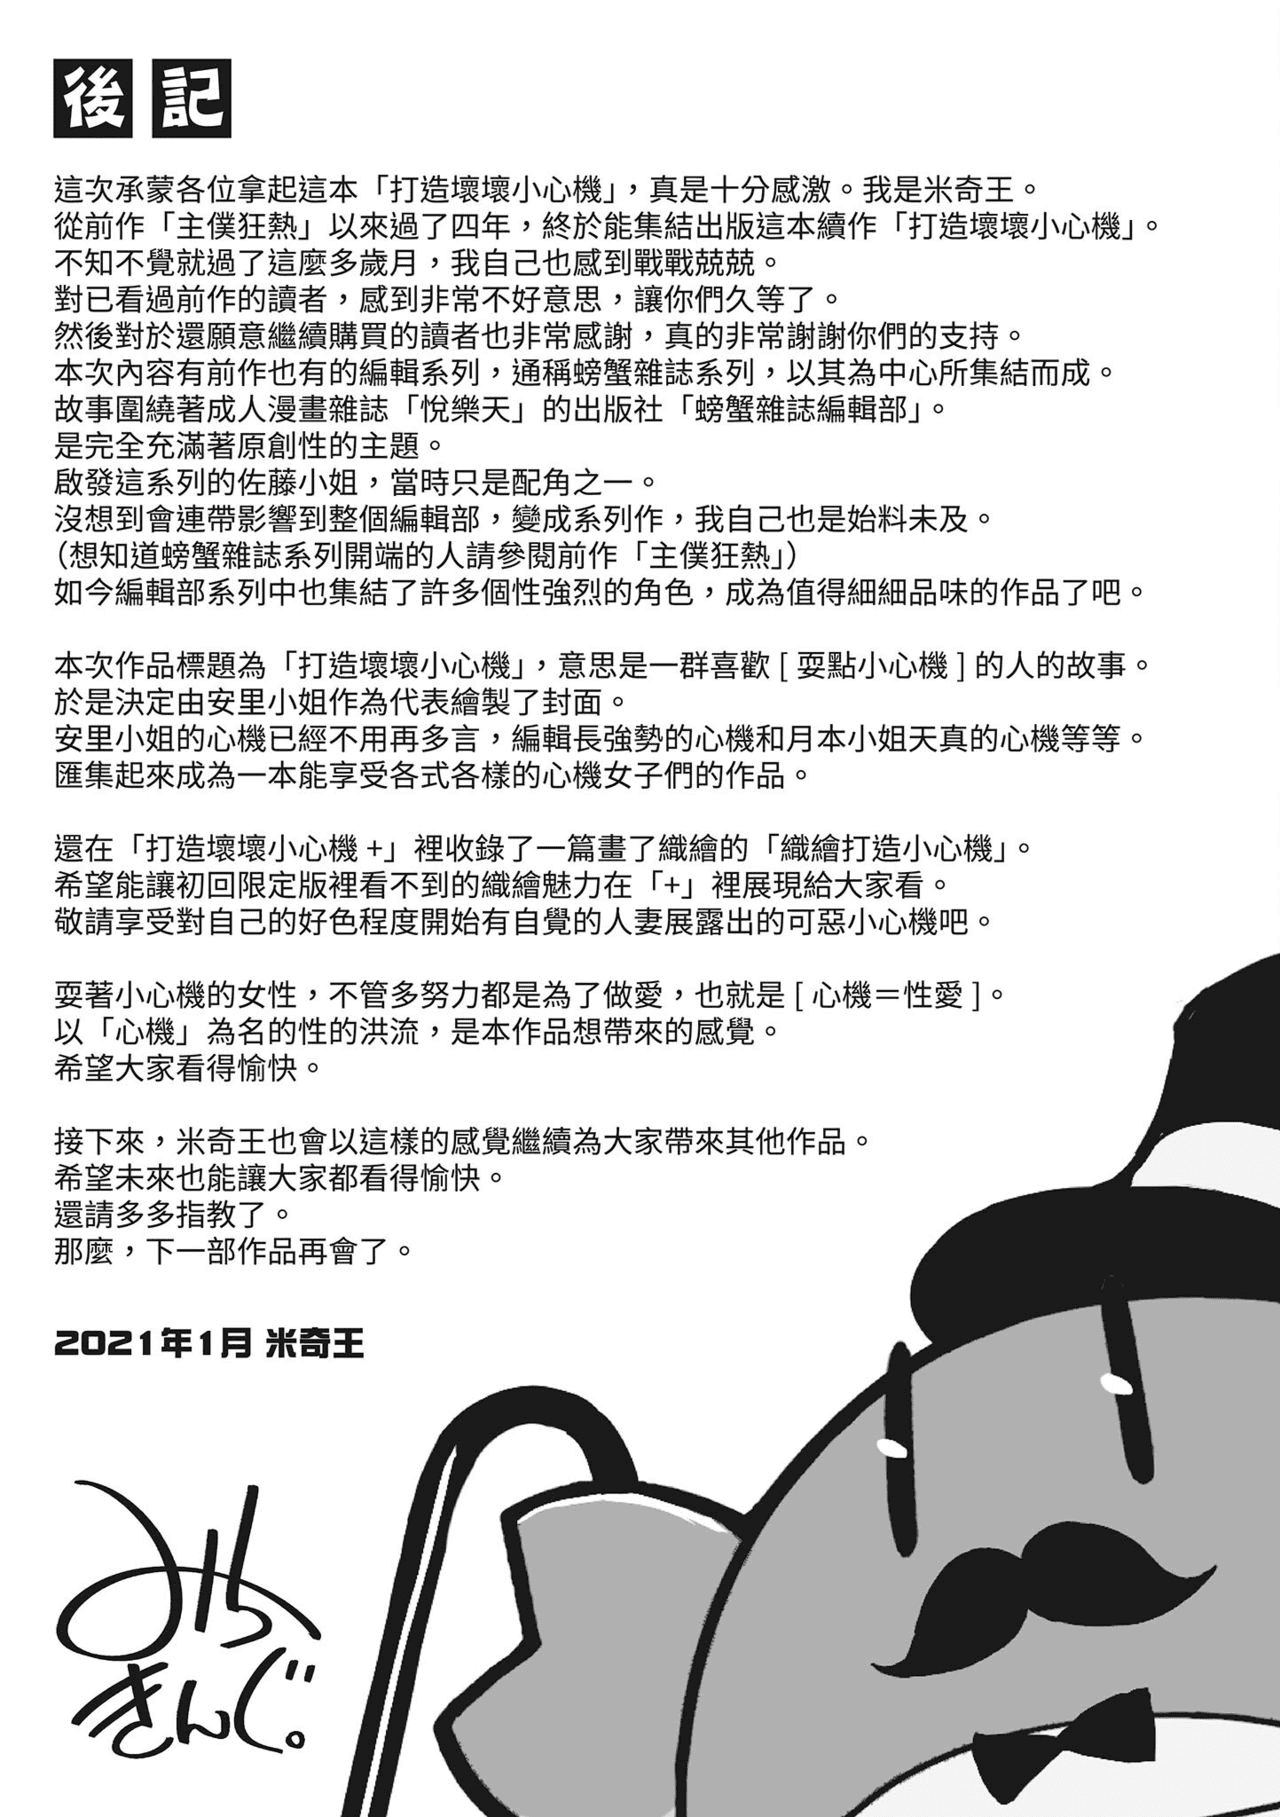 後記
這次承蒙各位拿起這本「打造壞壞小心機」，真是十分感激。我是米奇王。
從前作「主僕狂熱」以來過了四年，終於能集結出版這本續作「打造壞壞小心機」。
不知不覺就過了這麼多歲月，我自己也感到戰戰兢兢。
對已看過前作的讀者，感到非常不好意思，讓你們久等了。
然後對於還願意繼續購買的讀者也非常感謝，真的非常謝謝你們的支持。
本次內容有前作也有的編輯系列，通稱螃蟹雜誌系列，以其為中心所集結而成。
故事圍繞著成人漫畫雜誌「悅樂天」的出版社「螃蟹雜誌編輯部」。
是完全充滿著原創性的主題。
啟發這系列的佐藤小姐，當時只是配角之一。
沒想到會連帶影響到整個編輯部，變成系列作，我自己也是始料未及。
（想知道螃蟹雜誌系列開端的人請參閱前作「主僕狂熱」）
如今編輯部系列中也集結了許多個性強烈的角色，成為值得細細品味的作品了吧。
本次作品標題為「打造壞壞小心機」，意思是一群喜歡 [ 耍點小心機 ] 的人的故事。
於是決定由安里小姐作為代表繪製了封面。
安里小姐的心機已經不用再多言，編輯長強勢的心機和月本小姐天真的心機等等。
匯集起來成為一本能享受各式各樣的心機女子們的作品。
還在「打造壞壞小心機 +」裡收錄了一篇畫了織繪的「織繪打造小心機」。
希望能讓初回限定版裡看不到的織繪魅力在「+」裡展現給大家看。
敬請享受對自己的好色程度開始有自覺的人妻展露出的可惡小心機吧。
耍著小心機的女性，不管多努力都是為了做愛，也就是 [ 心機＝性愛 ]。
以「心機」為名的性的洪流，是本作品想帶來的感覺。
希望大家看得愉快。
接下來，米奇王也會以這樣的感覺繼續為大家帶來其他作品。
希望未來也能讓大家都看得愉快。
還請多多指教了。
那麼，下一部作品再會了。
2021年1月 米奇王
きんぐ。